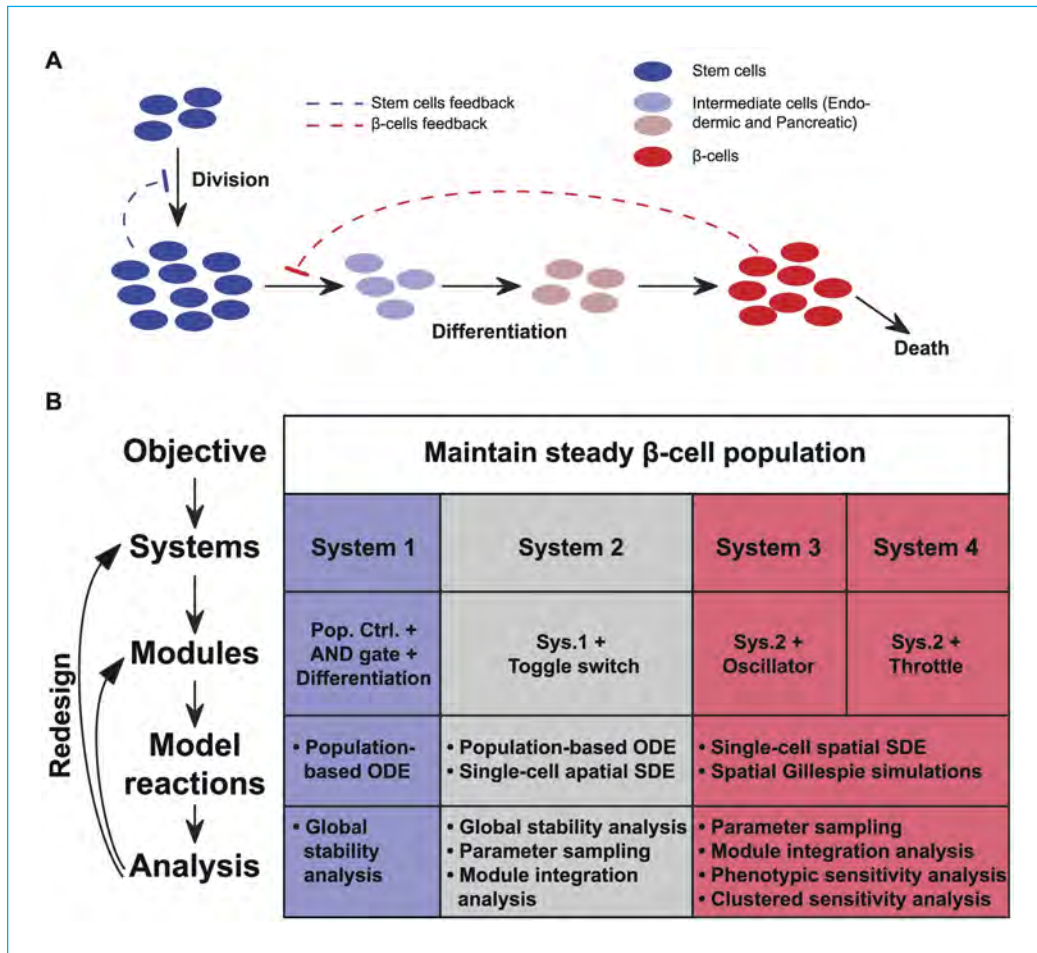 A
Stem cells
Stem cells feedback
β-cells feedback
Intermediate cells (Endo-
dermic and Pancreatic)
β-cells
Division
Differentiation
Death
B
Objective
Systems
Modules
Model
reactions
Analysis
Redesign
Maintain steady β-cell population
System 1
System 2
System 3
System 4
Pop. Ctrl. +
AND gate +
Differentiation
Sys.1 +
Toggle switch
Sys.2 +
Oscillator
Sys.2 +
Throttle
• Population-
based ODE
• Population-based ODE
• Single-cell apatial SDE
• Single-cell spatial SDE
• Spatial Gillespie simulations
• Global
stability
analysis
• Global stability analysis
• Parameter sampling
• Module integration
analysis
• Parameter sampling
• Module integration analysis
• Phenotypic sensitivity analysis
• Clustered sensitivity analysis